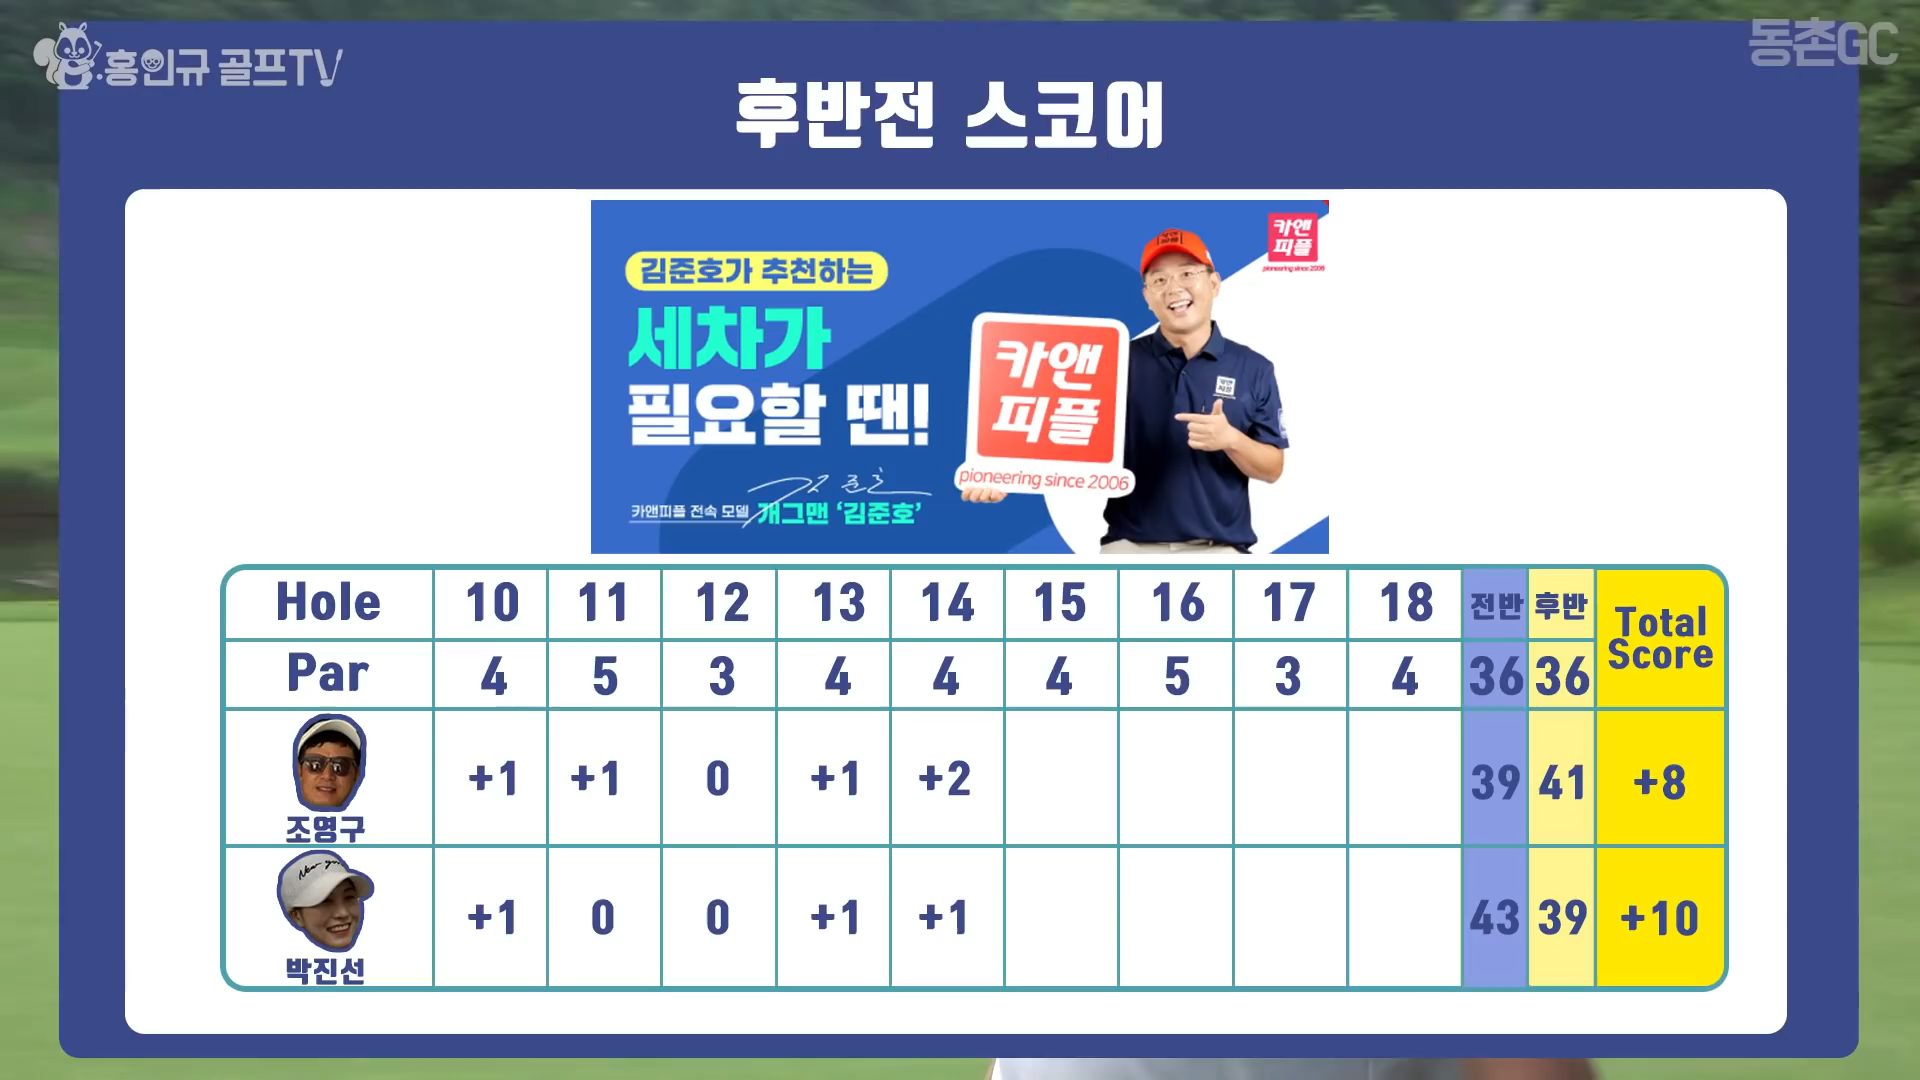 홍인규 골프TV
동촌GC
후반전 스코어
김준호가 추천하는
세차가
필요할 땐!
카앤피플 전속 모델 개그맨 '김준호'
카앤
피플
pioneering since 2006
카앤
피플
pioneering since 2006
Hole 10 11 12 13 14 15 16 17 18 전반 후반 Total Score
Par 4 5 3 4 4 4 5 3 4 36 36
조영구 +1 +1 0 +1 +2 39 41 +8
박진선 +1 0 0 +1 +1 43 39 +10